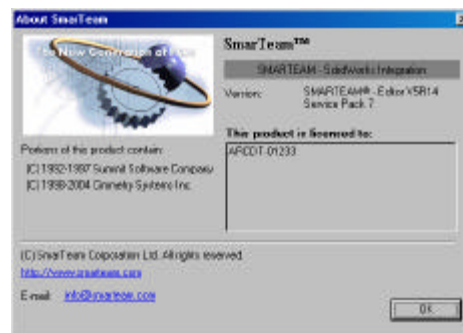 About SmarTeam
The New Generation of PDM
SmarTeam™
SMARTEAM - SolidWorks Integration
Version:
SMARTEAM® - Editor V5R14
Service Pack 7
This product is licensed to:
ARCDT-01233
Portions of this product contain:
(C) 1992-1997 Summit Software Company
(C) 1998-2004 Systems Inc.
(C) SmarTeam Corporation Ltd. All rights reserved.
http://www.smarteam.com
E-mail: info@smarteam.com
OK